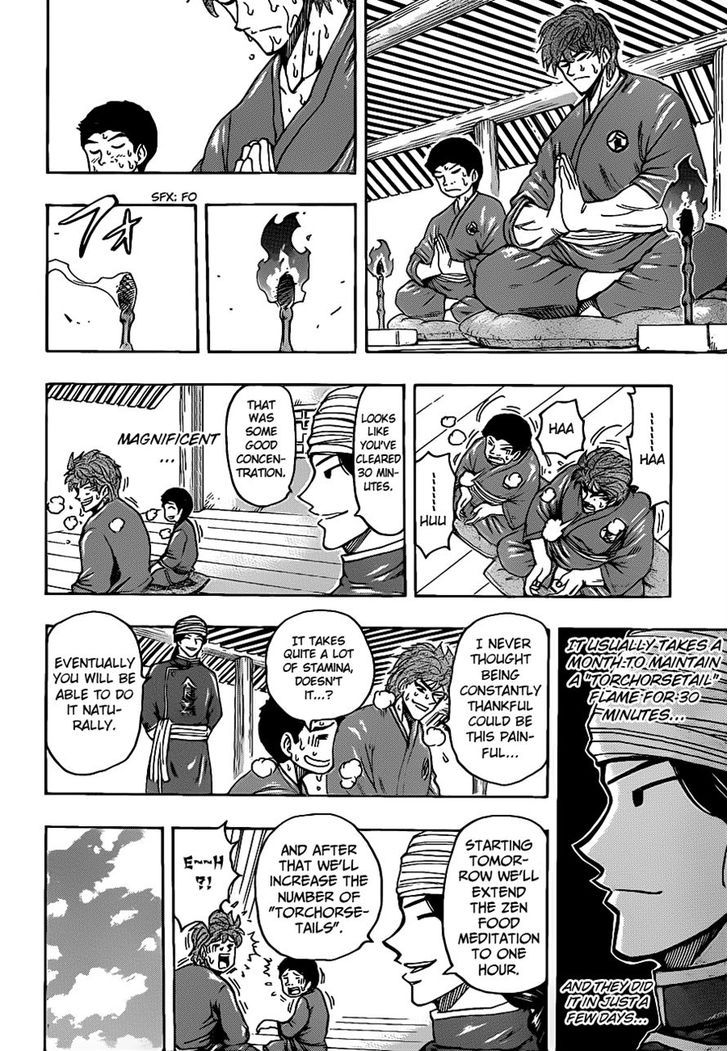 SFX: FO
フォ
......
HAA
HAA
......
HUU
LOOKS
LIKE
YOU'VE
CLEARED
30 MIN-
UTES.
THAT
WAS
SOME
GOOD
CONCEN-
TRATION.
MAGNIFICENT
...
IT USUALLY TAKES A
MONTH TO MAINTAIN
A "TORCHORSETAIL"
FLAME FOR 30
MINUTES...
AND THEY DID
IT IN JUST A
FEW DAYS...
I NEVER
THOUGHT
BEING
CONSTANTLY
THANKFUL
COULD BE
THIS PAIN-
FUL...
IT TAKES
QUITE A LOT
OF STAMINA,
DOESN'T
IT...?
EVENTUALLY
YOU WILL BE
ABLE TO DO
IT NATU-
RALLY.
STARTING
TOMOR-
ROW WE'LL
EXTEND
THE ZEN
FOOD
MEDITATION
TO ONE
HOUR.
AND AFTER
THAT WE'LL
INCREASE THE
NUMBER OF
"TORCHORSE-
TAILS".
E~~H
?!